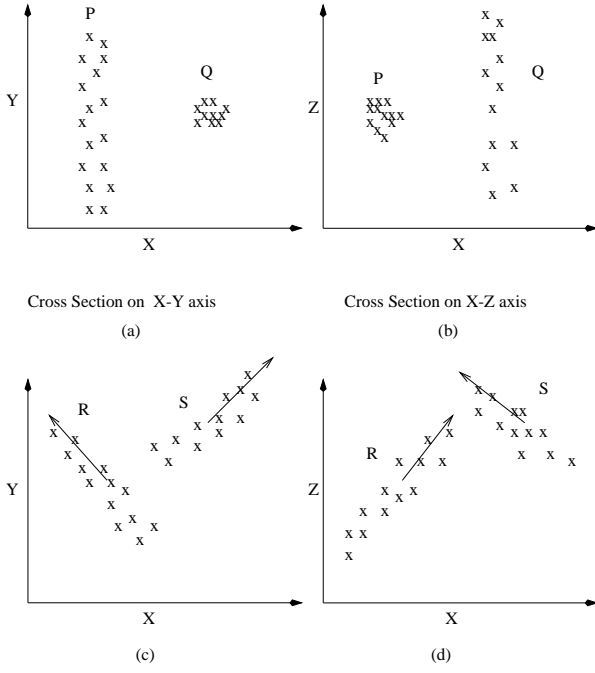 P
Q
Y
X
P
Q
Z
X
Cross Section on X-Y axis
Cross Section on X-Z axis
(a)
(b)
R
S
Y
X
S
R
Z
X
(c)
(d)